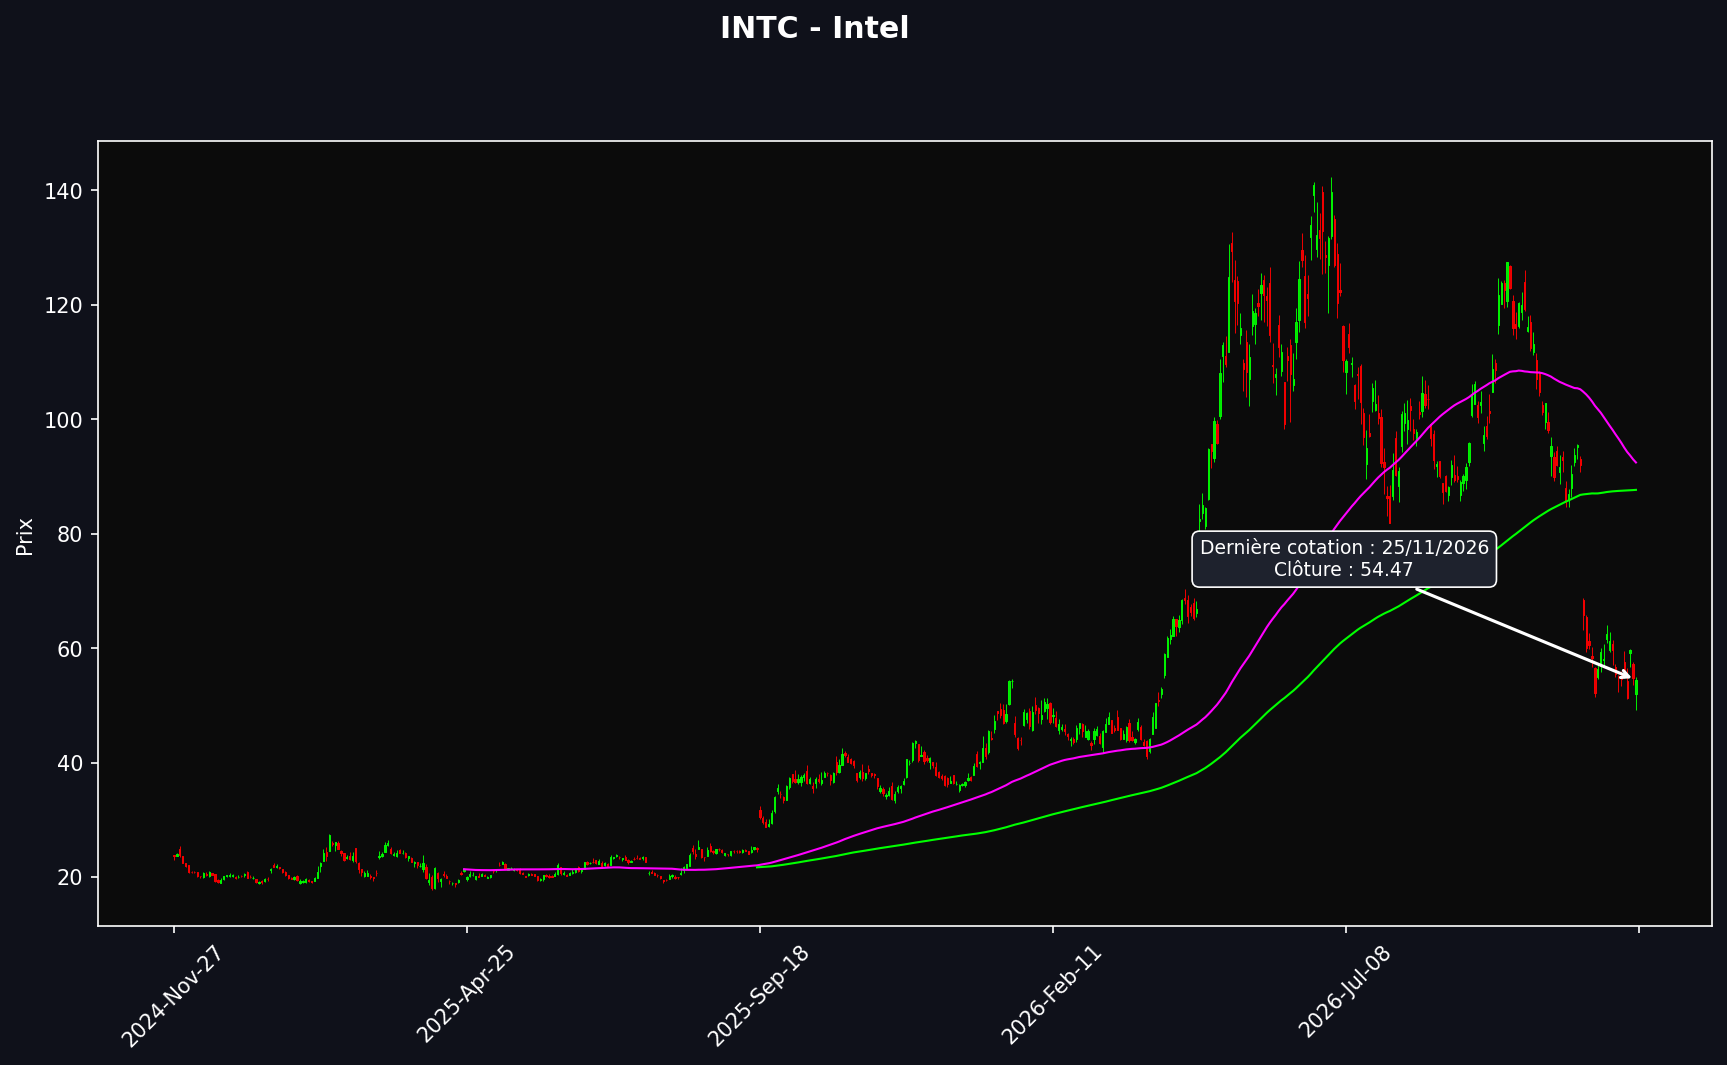 INTC - Intel
140
120
100
80
60
40
20
Prix
Dernière cotation : 25/11/2026
Clôture : 54.47
2024-Nov-27
2025-Apr-25
2025-Sep-18
2026-Feb-11
2026-Jul-08